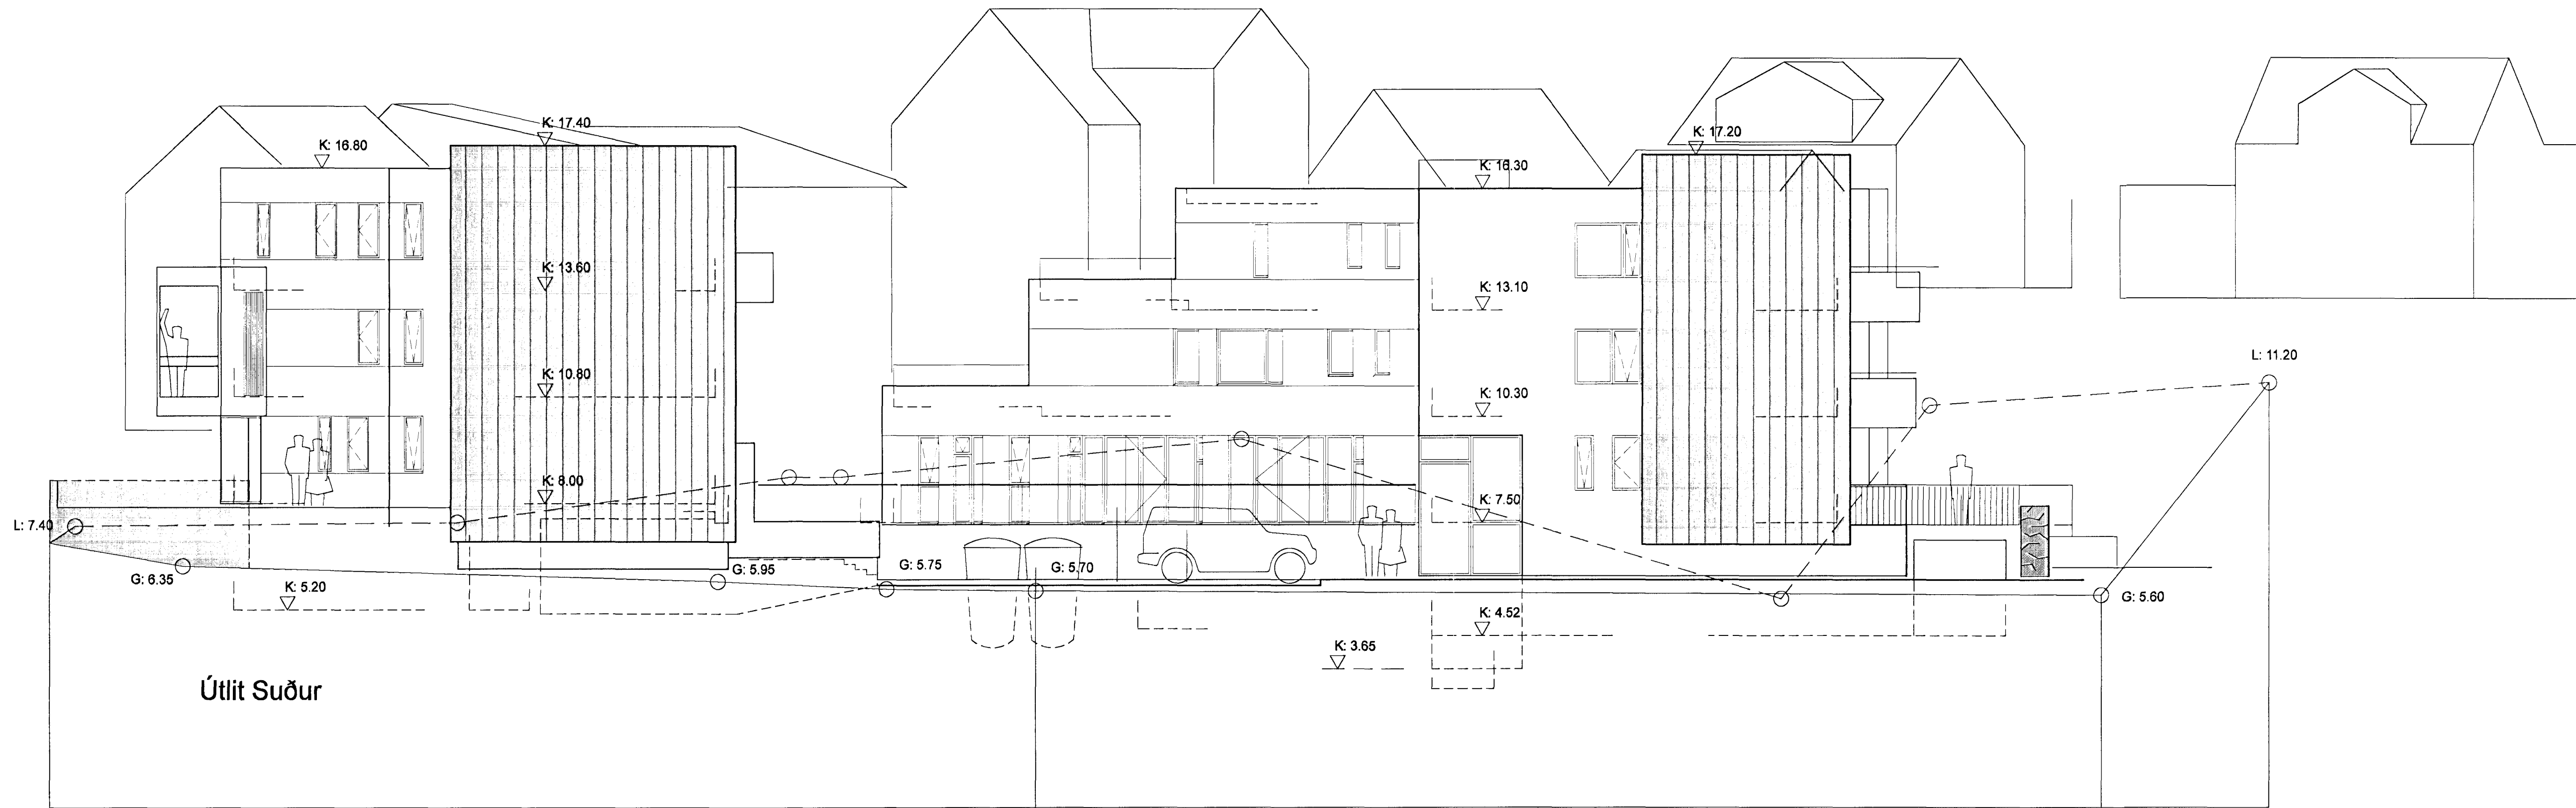 K: 17.40
K: 17.20
K: 16.80
K: 16.30
K: 13.60
K: 13.10
L: 11.20
K: 10.80
K: 10.30
K: 8.00
K: 7.50
L: 7.40
G: 5.95
G: 5.75
G: 5.70
G: 6.35
K: 5.20
G: 5.60
K: 4.52
K: 3.65
Útlit Suður